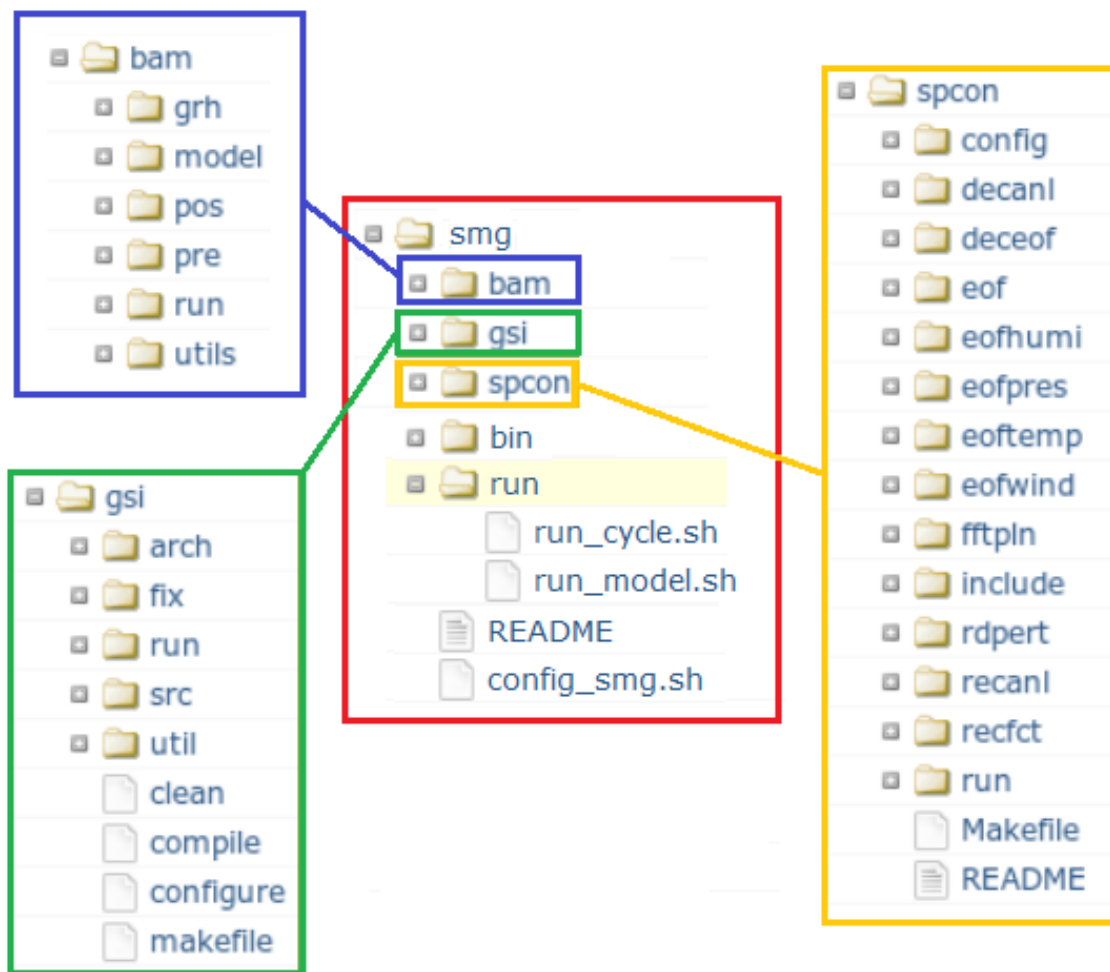 bam
grh
model
pos
pre
run
utils
smg
bam
gsi
spcon
bin
run
run_cycle.sh
run_model.sh
README
config_smg.sh
gsi
arch
fix
run
src
util
clean
compile
configure
makefile
spcon
config
decanl
deceof
eof
eofhumi
eofpres
eoftemp
eofwind
fftpln
include
rdpert
recanl
recfct
run
Makefile
README